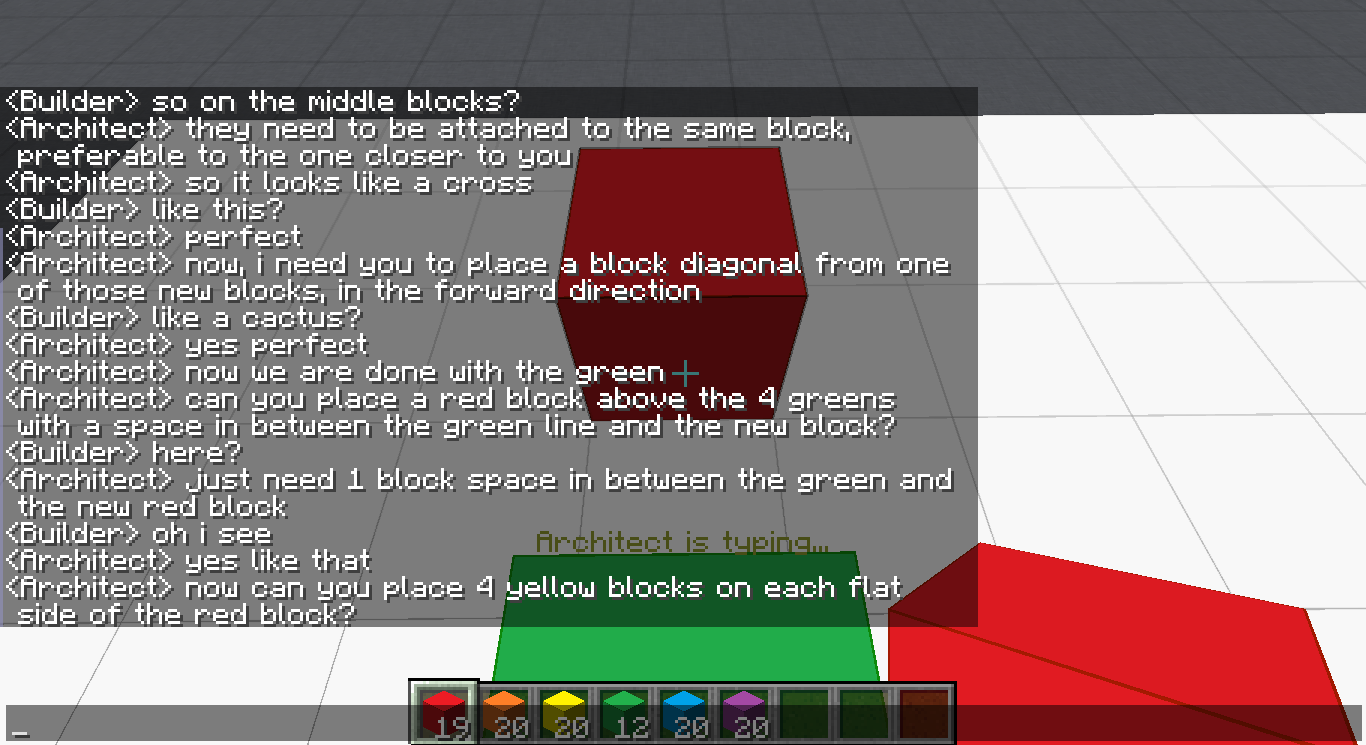 <Builder> so on the middle blocks?
<Architect> they need to be attached to the same block,
preferable to the one closer to you
<Architect> so it looks like a cross
<Builder> like this?
<Architect> perfect
<Architect> now, i need you to place a block diagonal from one
of those new blocks, in the forward direction
<Builder> like a cactus?
<Architect> yes perfect
<Architect> now we are done with the green
<Architect> can you place a red block above the 4 greens
with a space in between the green line and the new block?
<Builder> here?
<Architect> just need 1 block space in between the green and
the new red block
<Builder> oh i see
Architect is typing...
<Architect> yes like that
<Architect> now can you place 4 yellow blocks on each flat
side of the red block?
19 20 20 12 20 20
_